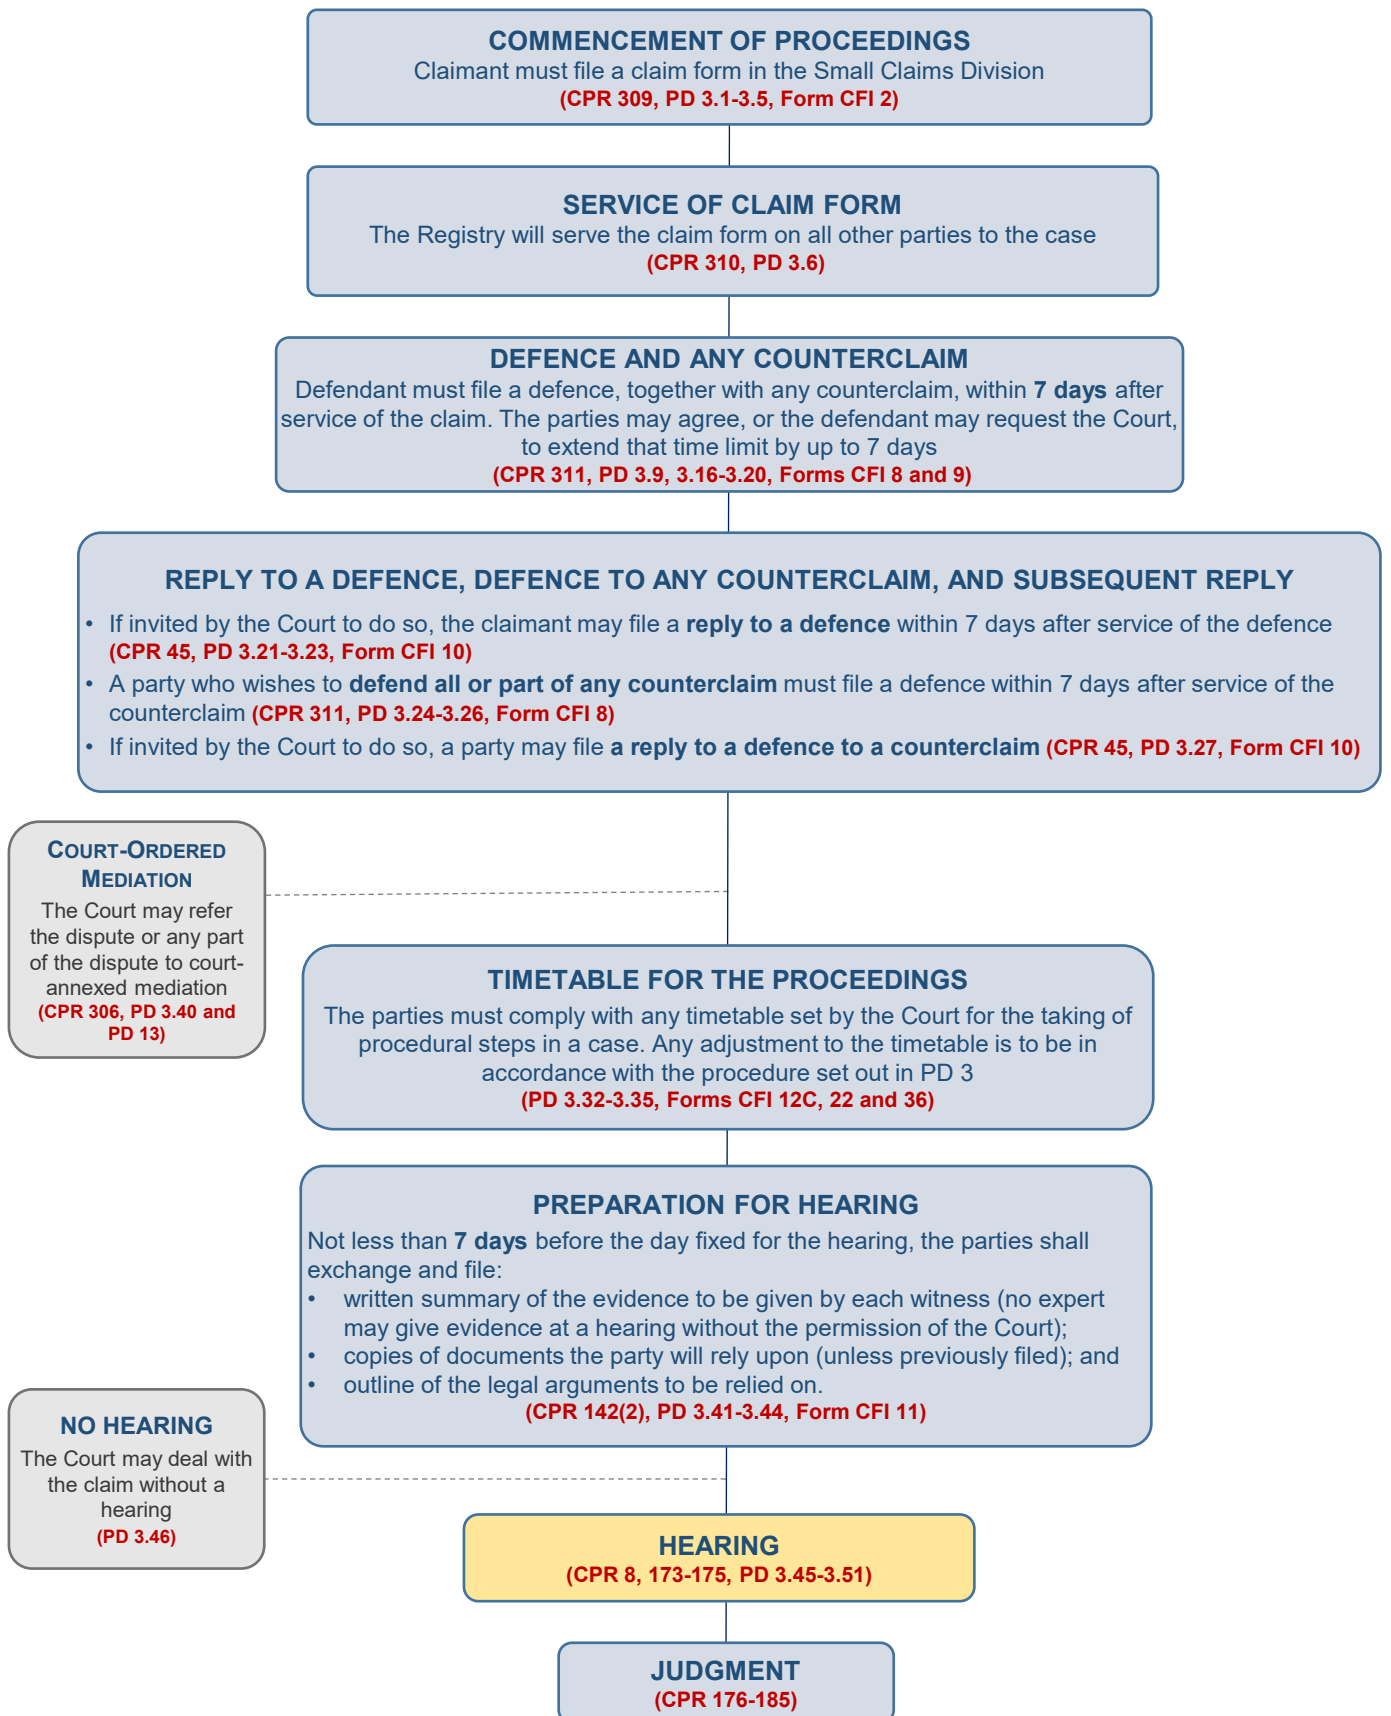 COMMENCEMENT OF PROCEEDINGS
Claimant must file a claim form in the Small Claims Division
(CPR 309, PD 3.1-3.5, Form CFI 2)
SERVICE OF CLAIM FORM
The Registry will serve the claim form on all other parties to the case
(CPR 310, PD 3.6)
DEFENCE AND ANY COUNTERCLAIM
Defendant must file a defence, together with any counterclaim, within 7 days after
service of the claim. The parties may agree, or the defendant may request the Court,
to extend that time limit by up to 7 days
(CPR 311, PD 3.9, 3.16-3.20, Forms CFI 8 and 9)
REPLY TO A DEFENCE, DEFENCE TO ANY COUNTERCLAIM, AND SUBSEQUENT REPLY
• If invited by the Court to do so, the claimant may file a reply to a defence within 7 days after service of the defence
(CPR 45, PD 3.21-3.23, Form CFI 10)
• A party who wishes to defend all or part of any counterclaim must file a defence within 7 days after service of the
counterclaim (CPR 311, PD 3.24-3.26, Form CFI 8)
• If invited by the Court to do so, a party may file a reply to a defence to a counterclaim (CPR 45, PD 3.27, Form CFI 10)
COURT-ORDERED
MEDIATION
The Court may refer
the dispute or any part
of the dispute to court-
annexed mediation
(CPR 306, PD 3.40 and
PD 13)
TIMETABLE FOR THE PROCEEDINGS
The parties must comply with any timetable set by the Court for the taking of
procedural steps in a case. Any adjustment to the timetable is to be in
accordance with the procedure set out in PD 3
(PD 3.32-3.35, Forms CFI 12C, 22 and 36)
PREPARATION FOR HEARING
Not less than 7 days before the day fixed for the hearing, the parties shall
exchange and file:
• written summary of the evidence to be given by each witness (no expert
may give evidence at a hearing without the permission of the Court);
• copies of documents the party will rely upon (unless previously filed); and
• outline of the legal arguments to be relied on.
(CPR 142(2), PD 3.41-3.44, Form CFI 11)
NO HEARING
The Court may deal with
the claim without a
hearing
(PD 3.46)
HEARING
(CPR 8, 173-175, PD 3.45-3.51)
JUDGMENT
(CPR 176-185)